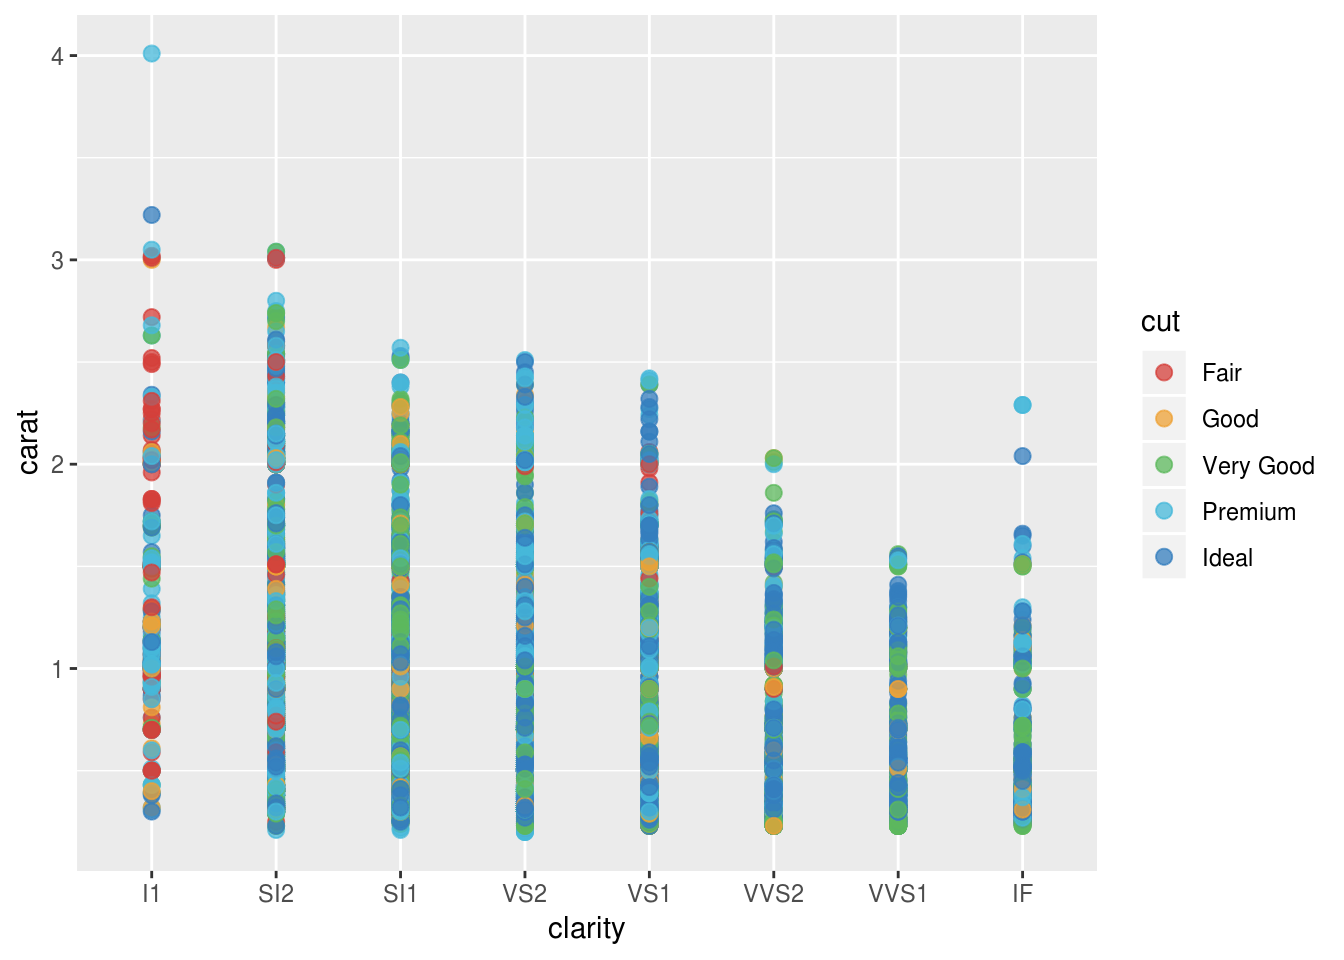 4
3
2
1
carat
I1 SI2 SI1 VS2 VS1 VVS2 VVS1 IF
clarity
cut
Fair
Good
Very Good
Premium
Ideal